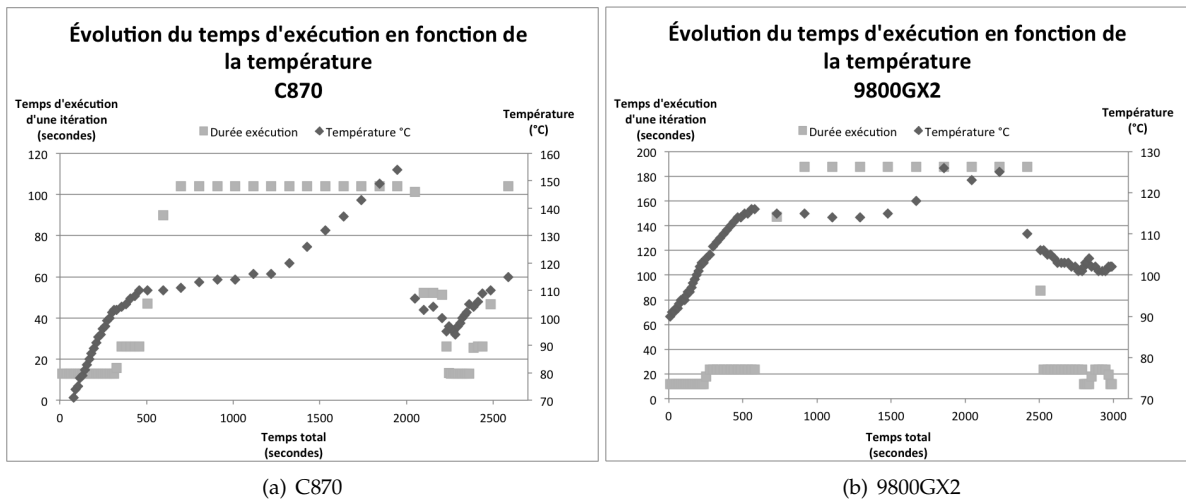 Évolution du temps d'exécution en fonction de
la température
C870
Temps d'exécution
d'une itération
(secondes)
Température
(°C)
Durée exécution
Température °C
120
100
80
60
40
20
0
160
150
140
130
120
110
100
90
80
70
0
500
1000
1500
2000
2500
Temps total
(secondes)
(a) C870
Évolution du temps d'exécution en fonction de
la température
9800GX2
Temps d'exécution
d'une itération
(secondes)
Température
(°C)
Durée exécution
Température °C
200
180
160
140
120
100
80
60
40
20
0
130
120
110
100
90
80
70
0
500
1000
1500
2000
2500
3000
Temps total
(secondes)
(b) 9800GX2